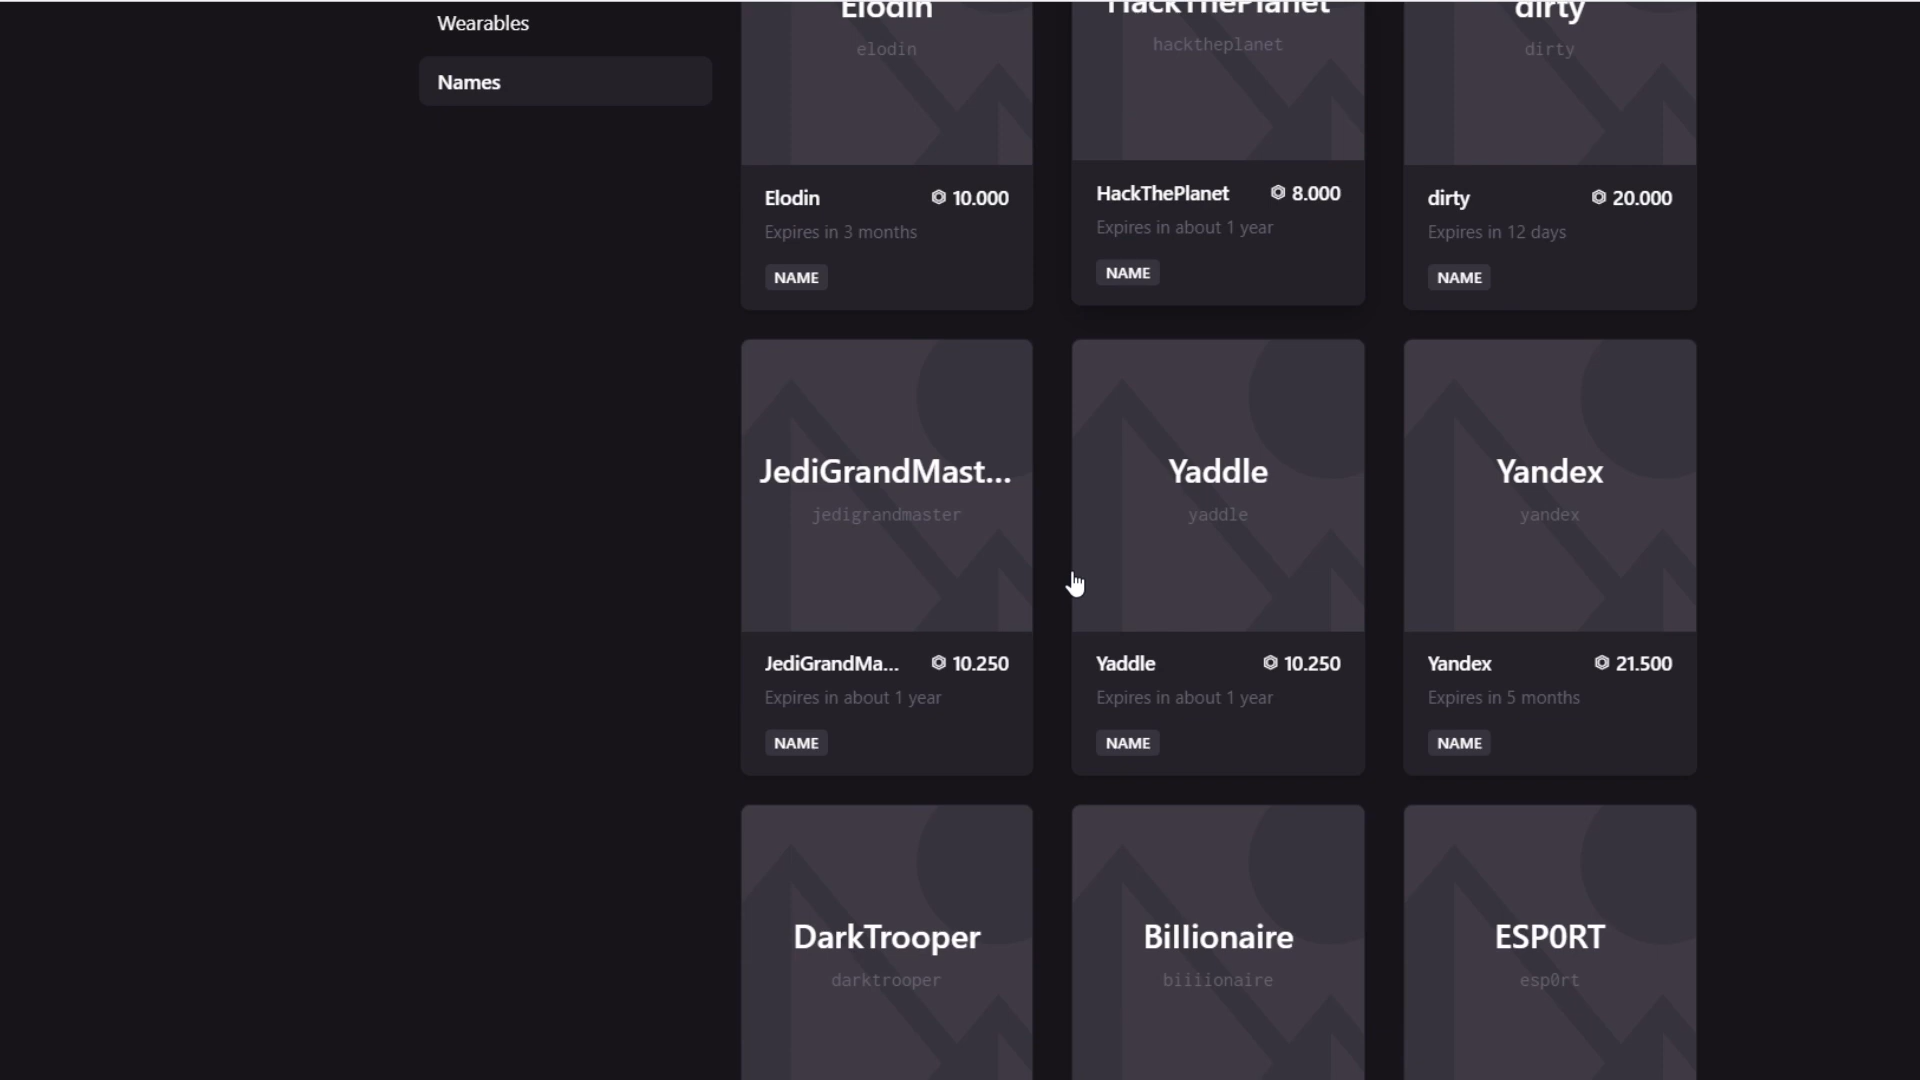 Wearables
Names
Elodin
elodin
Elodin 10.000
Expires in 3 months
NAME
HackThePlanet
hacktheplanet
HackThePlanet 8.000
Expires in about 1 year
NAME
dirty
dirty
dirty 20.000
Expires in 12 days
NAME
JediGrandMast...
jedigrandmaster
JediGrandMa... 10.250
Expires in about 1 year
NAME
Yaddle
yaddle
Yaddle 10.250
Expires in about 1 year
NAME
Yandex
yandex
Yandex 21.500
Expires in 5 months
NAME
DarkTrooper
darktrooper
BiIIionaire
biiiionaire
ESP0RT
esp0rt